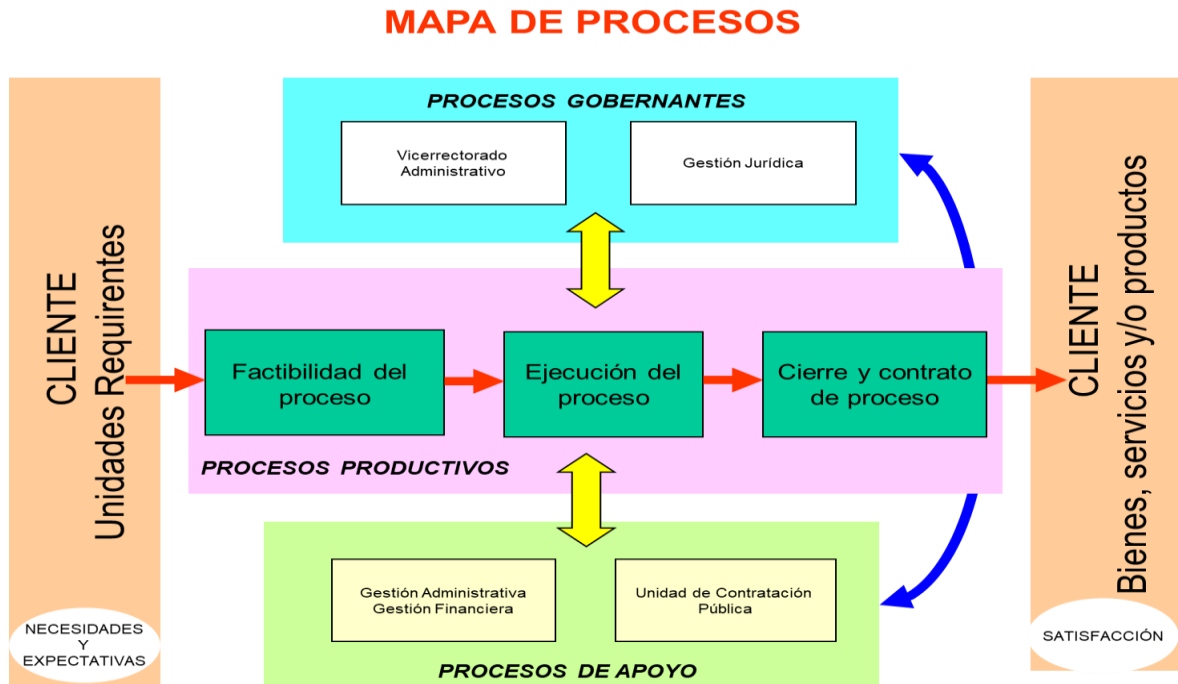 MAPA DE PROCESOS
CLIENTE
Unidades Requirentes
NECESIDADES
Y
EXPECTATIVAS
PROCESOS GOBERNANTES
Vicerrectorado
Administrativo
Gestión Jurídica
Factibilidad del
proceso
Ejecución del
proceso
Cierre y contrato
de proceso
PROCESOS PRODUCTIVOS
Gestión Administrativa
Gestión Financiera
Unidad de Contratación
Pública
PROCESOS DE APOYO
CLIENTE
Bienes, servicios y/o productos
SATISFACCIÓN